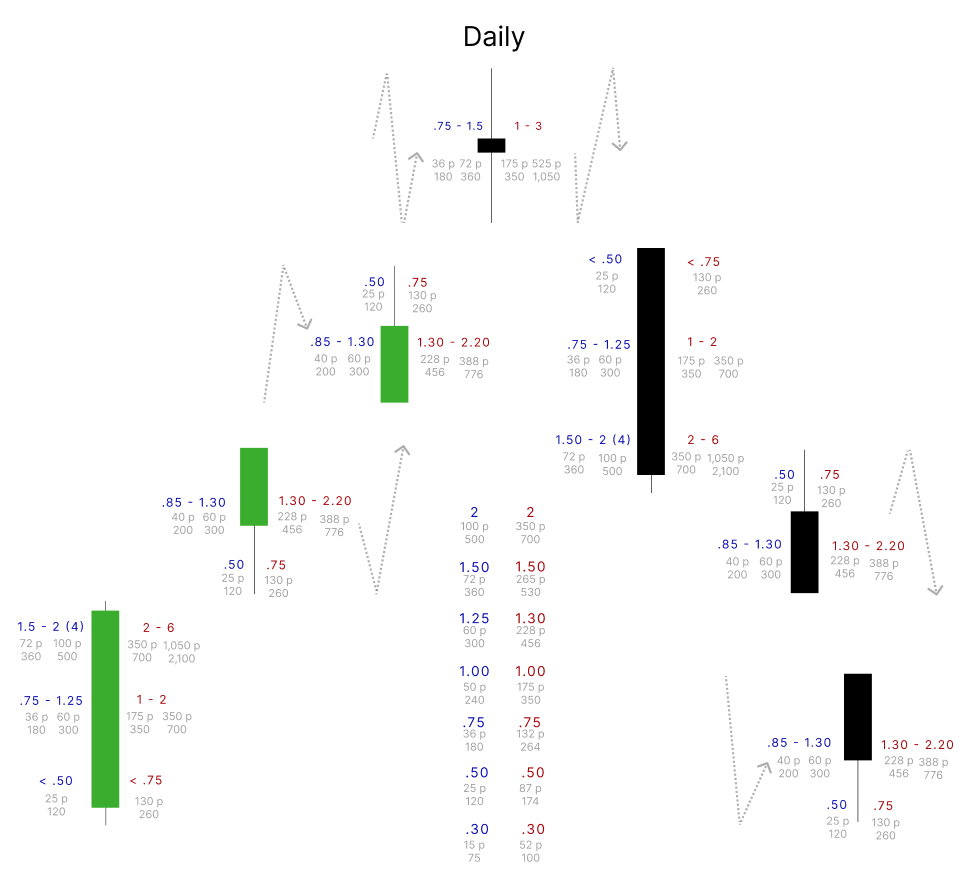 Daily
.75 - 1.5 1 - 3
36 p 72 p 175 p 525 p
180 360 350 1,050
.50 .75
25 p 130 p
120 260
.85 - 1.30 1.30 - 2.20
40 p 60 p 228 p 388 p
200 300 456 776
< .50 < .75
25 p 130 p
120 260
.75 - 1.25 1 - 2
36 p 60 p 175 p 350 p
180 300 350 700
1.50 - 2 (4) 2 - 6
72 p 100 p 350 p 1,050 p
360 500 700 2,100
.85 - 1.30 1.30 - 2.20
40 p 60 p 228 p 388 p
200 300 456 776
.50 .75
25 p 130 p
120 260
.50 .75
25 p 130 p
120 260
.85 - 1.30 1.30 - 2.20
40 p 60 p 228 p 388 p
200 300 456 776
1.5 - 2 (4) 2 - 6
72 p 100 p 350 p 1,050 p
360 500 700 2,100
.75 - 1.25 1 - 2
36 p 60 p 175 p 350 p
180 300 350 700
< .50 < .75
25 p 130 p
120 260
2 2
100 p 350 p
500 700
1.50 1.50
72 p 265 p
360 530
1.25 1.30
60 p 228 p
300 456
1.00 1.00
50 p 175 p
240 350
.75 .75
36 p 132 p
180 264
.50 .50
25 p 87 p
120 174
.30 .30
15 p 52 p
75 100
.85 - 1.30 1.30 - 2.20
40 p 60 p 228 p 388 p
200 300 456 776
.50 .75
25 p 130 p
120 260